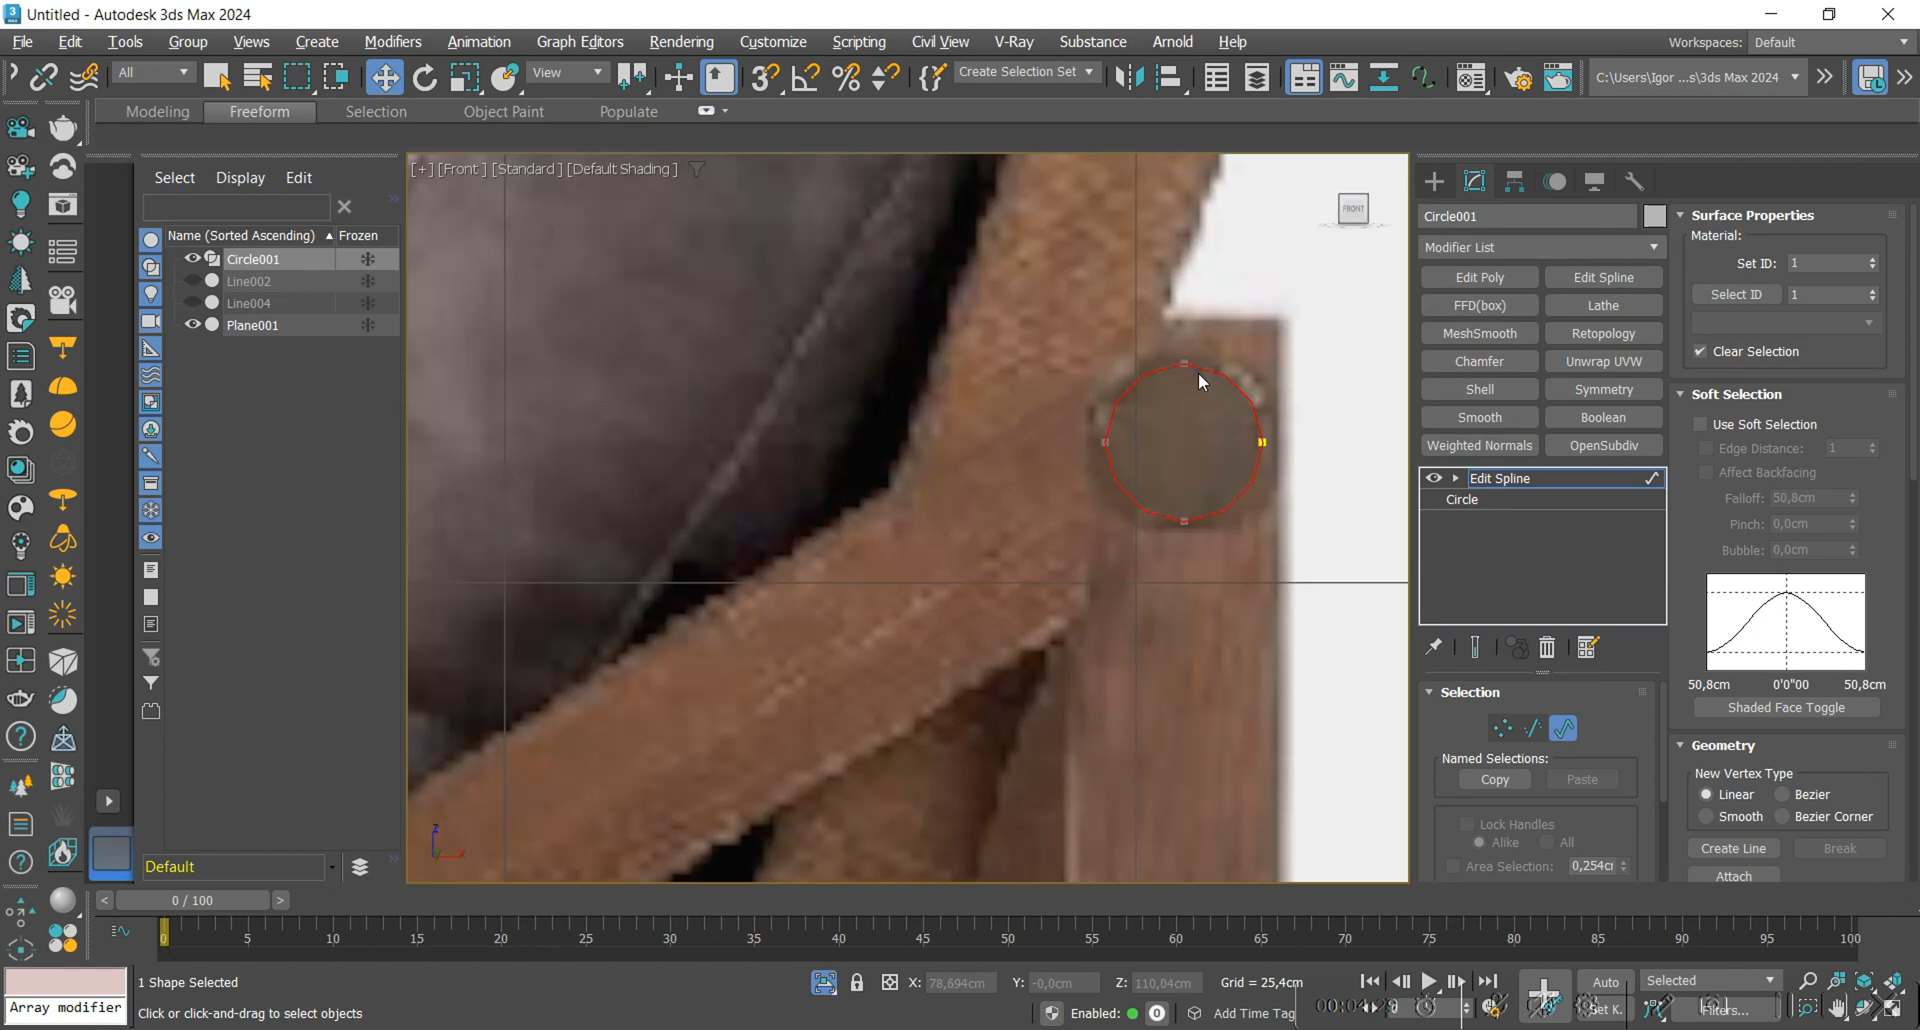 Untitled - Autodesk 3ds Max 2024
File Edit Tools Group Views Create Modifiers Animation Graph Editors Rendering Customize Scripting Civil View V-Ray Substance Arnold Help
Workspaces: Default
All
View
Create Selection Set
C:\Users\Igor ...s\3ds Max 2024
Modeling Freeform Selection Object Paint Populate
Select Display Edit
Name (Sorted Ascending) Frozen
Circle001
Line002
Line004
Plane001
Default
[+] [Front ] [Standard ] [Default Shading ]
FRONT
z
x
Circle001
Modifier List
Edit Poly Edit Spline
FFD(box) Lathe
MeshSmooth Retopology
Chamfer Unwrap UVW
Shell Symmetry
Smooth Boolean
Weighted Normals OpenSubdiv
Edit Spline
Circle
Selection
Named Selections:
Copy Paste
Lock Handles
Alike All
Area Selection: 0,254cr
Surface Properties
Material:
Set ID: 1
Select ID 1
Clear Selection
Soft Selection
Use Soft Selection
Edge Distance: 1
Affect Backfacing
Falloff: 50,8cm
Pinch: 0,0cm
Bubble: 0,0cm
50,8cm 0'0"00 50,8cm
Shaded Face Toggle
Geometry
New Vertex Type
Linear Bezier
Smooth Bezier Corner
Create Line Break
Attach
< 0 / 100 >
0 5 10 15 20 25 30 35 40 45 50 55 60 65 70 75 80 85 90 95 100
Array modifier
1 Shape Selected
Click or click-and-drag to select objects
X: 78,694cm Y: -0,0cm Z: 110,04cm Grid = 25,4cm
Enabled: 0 Add Time Tag
Auto Selected
Set K. Filters...